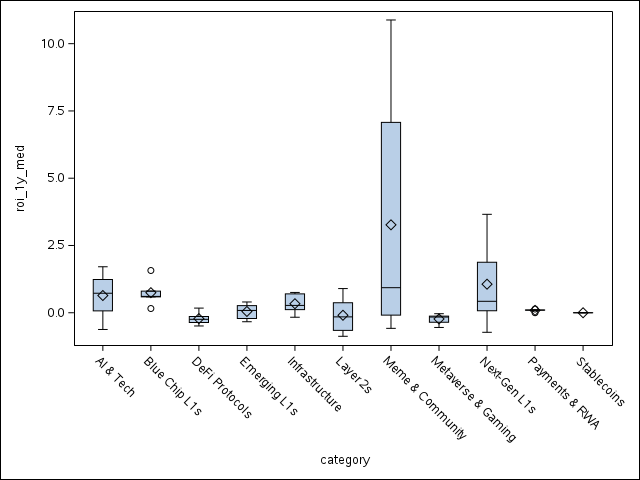 10.0
7.5
5.0
2.5
0.0
roi_1y_med
AI & Tech
Blue Chip L1s
DeFi Protocols
Emerging L1s
Infrastructure
Layer 2s
Meme & Community
Metaverse & Gaming
Next-Gen L1s
Payments & RWA
Stablecoins
category